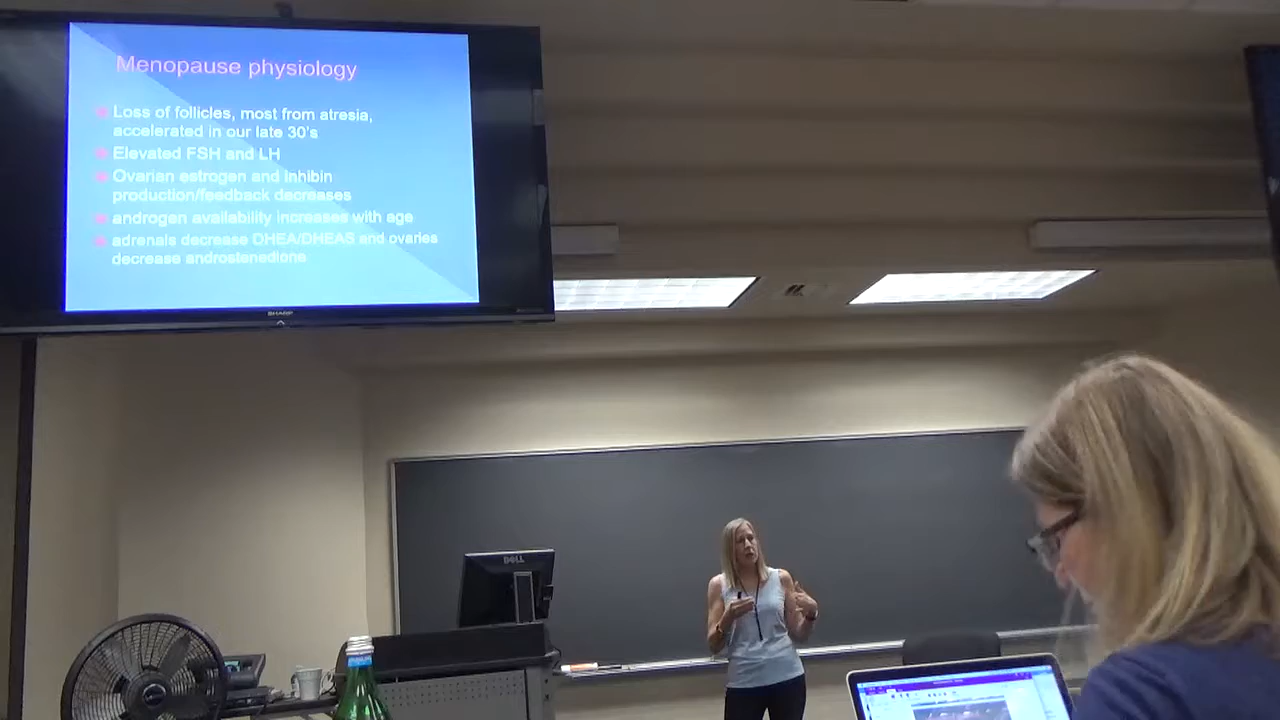 Menopause physiology
Loss of follicles, most from atresia,
accelerated in our late 30's
Elevated FSH and LH
Ovarian estrogen and inhibin
production/feedback decreases
androgen availability increases with age
adrenals decrease DHEA/DHEAS and ovaries
decrease androstenedione
SHARP
DELL